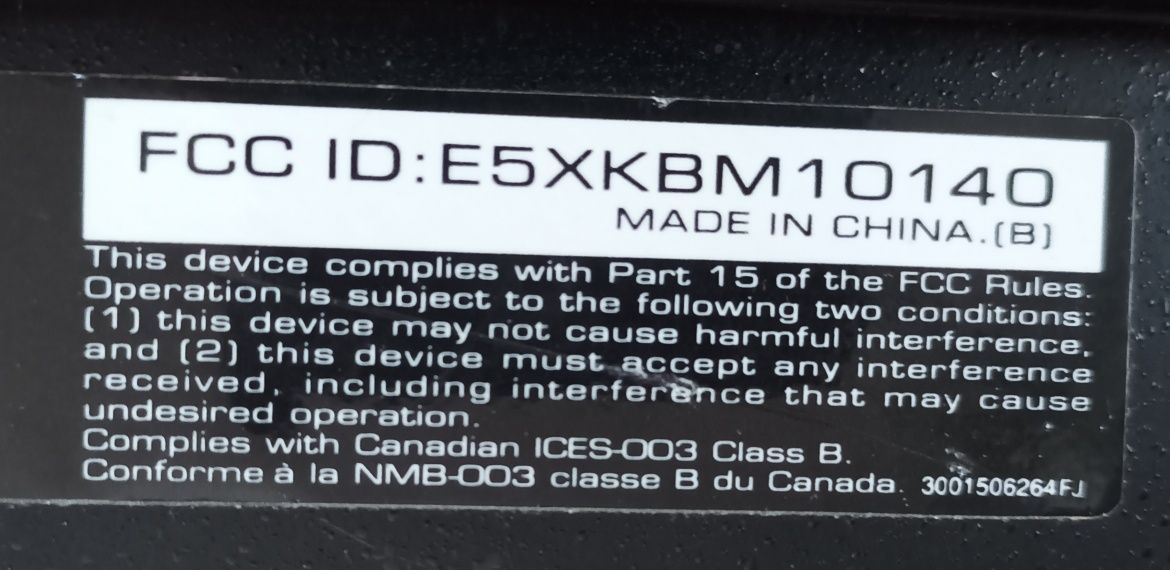 FCC ID:E5XKBM10140
MADE IN CHINA.(B)
This device complies with Part 15 of the FCC Rules.
Operation is subject to the following two conditions:
(1) this device may not cause harmful interference,
and (2) this device must accept any interference
received, including interference that may cause
undesired operation.
Complies with Canadian ICES-003 Class B.
Conforme à la NMB-003 classe B du Canada. 3001506264FJ